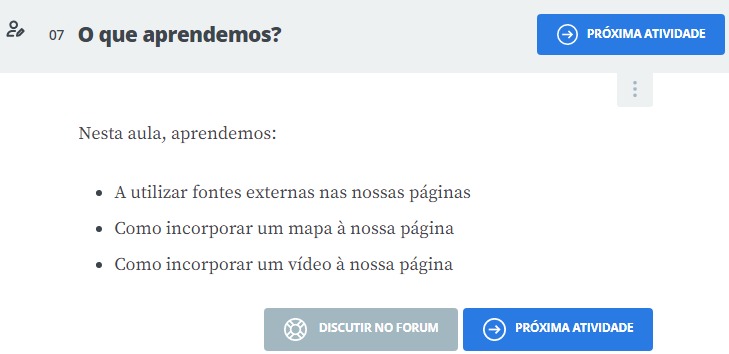 07 O que aprendemos?
PRÓXIMA ATIVIDADE
Nesta aula, aprendemos:
A utilizar fontes externas nas nossas páginas
Como incorporar um mapa à nossa página
Como incorporar um vídeo à nossa página
DISCUTIR NO FORUM
PRÓXIMA ATIVIDADE